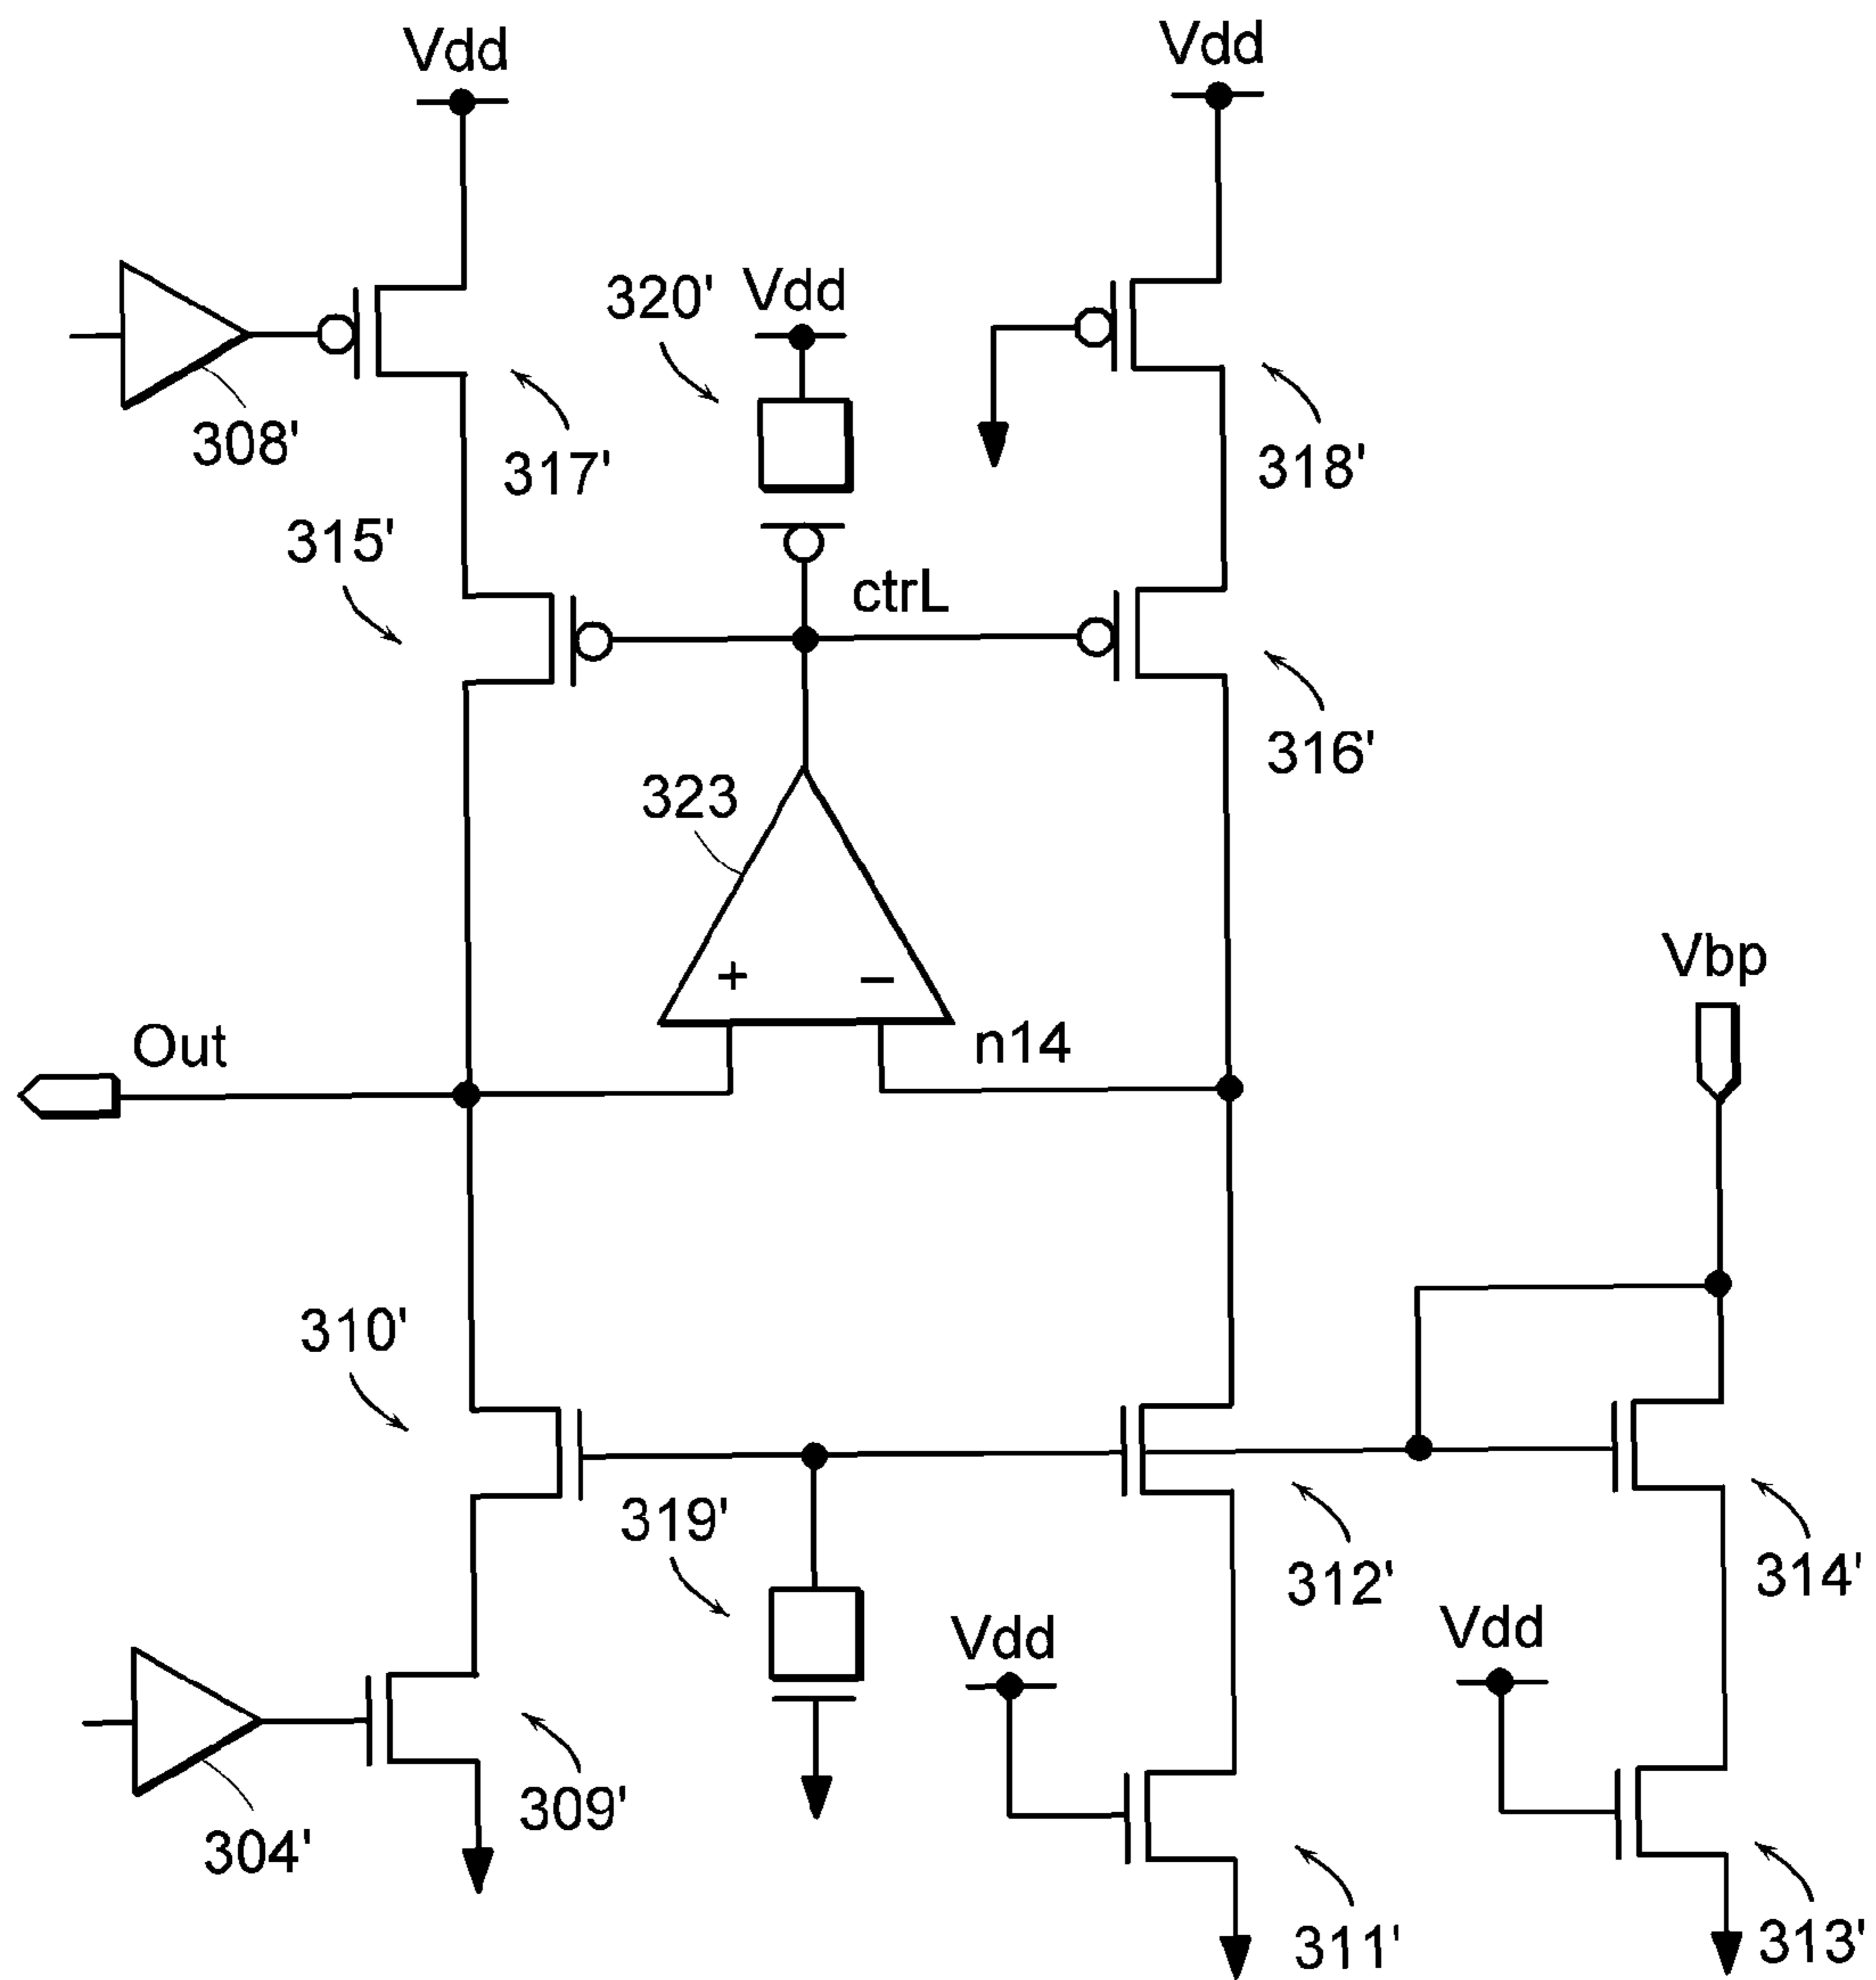 Vdd
Vdd
320'
Vdd
308'
317'
318'
315'
ctrL
316'
323
+
−
Vbp
Out
n14
310'
319'
312'
314'
Vdd
Vdd
304'
309'
311'
313'